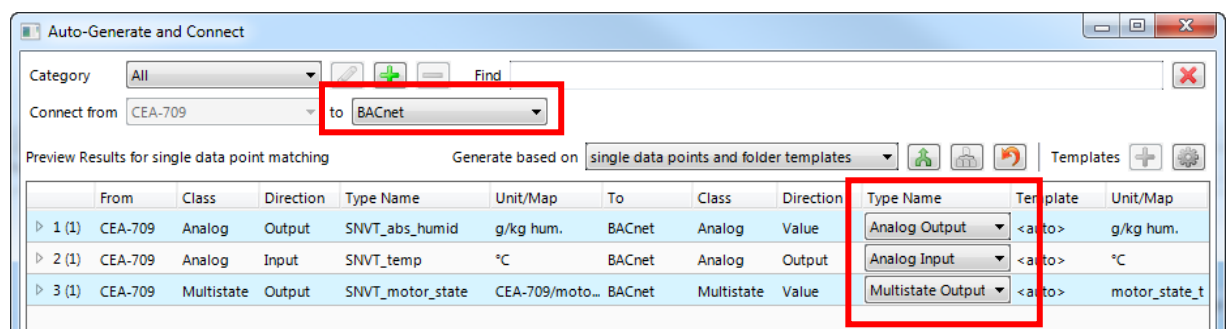 Auto-Generate and Connect
Category All Find
Connect from CEA-709 to BACnet
Preview Results for single data point matching Generate based on single data points and folder templates Templates
From Class Direction Type Name Unit/Map To Class Direction Type Name Template Unit/Map
1 (1) CEA-709 Analog Output SNVT_abs_humid g/kg hum. BACnet Analog Value Analog Output <auto> g/kg hum.
2 (1) CEA-709 Analog Input SNVT_temp °C BACnet Analog Output Analog Input <auto> °C
3 (1) CEA-709 Multistate Output SNVT_motor_state CEA-709/moto... BACnet Multistate Value Multistate Output <auto> motor_state_t